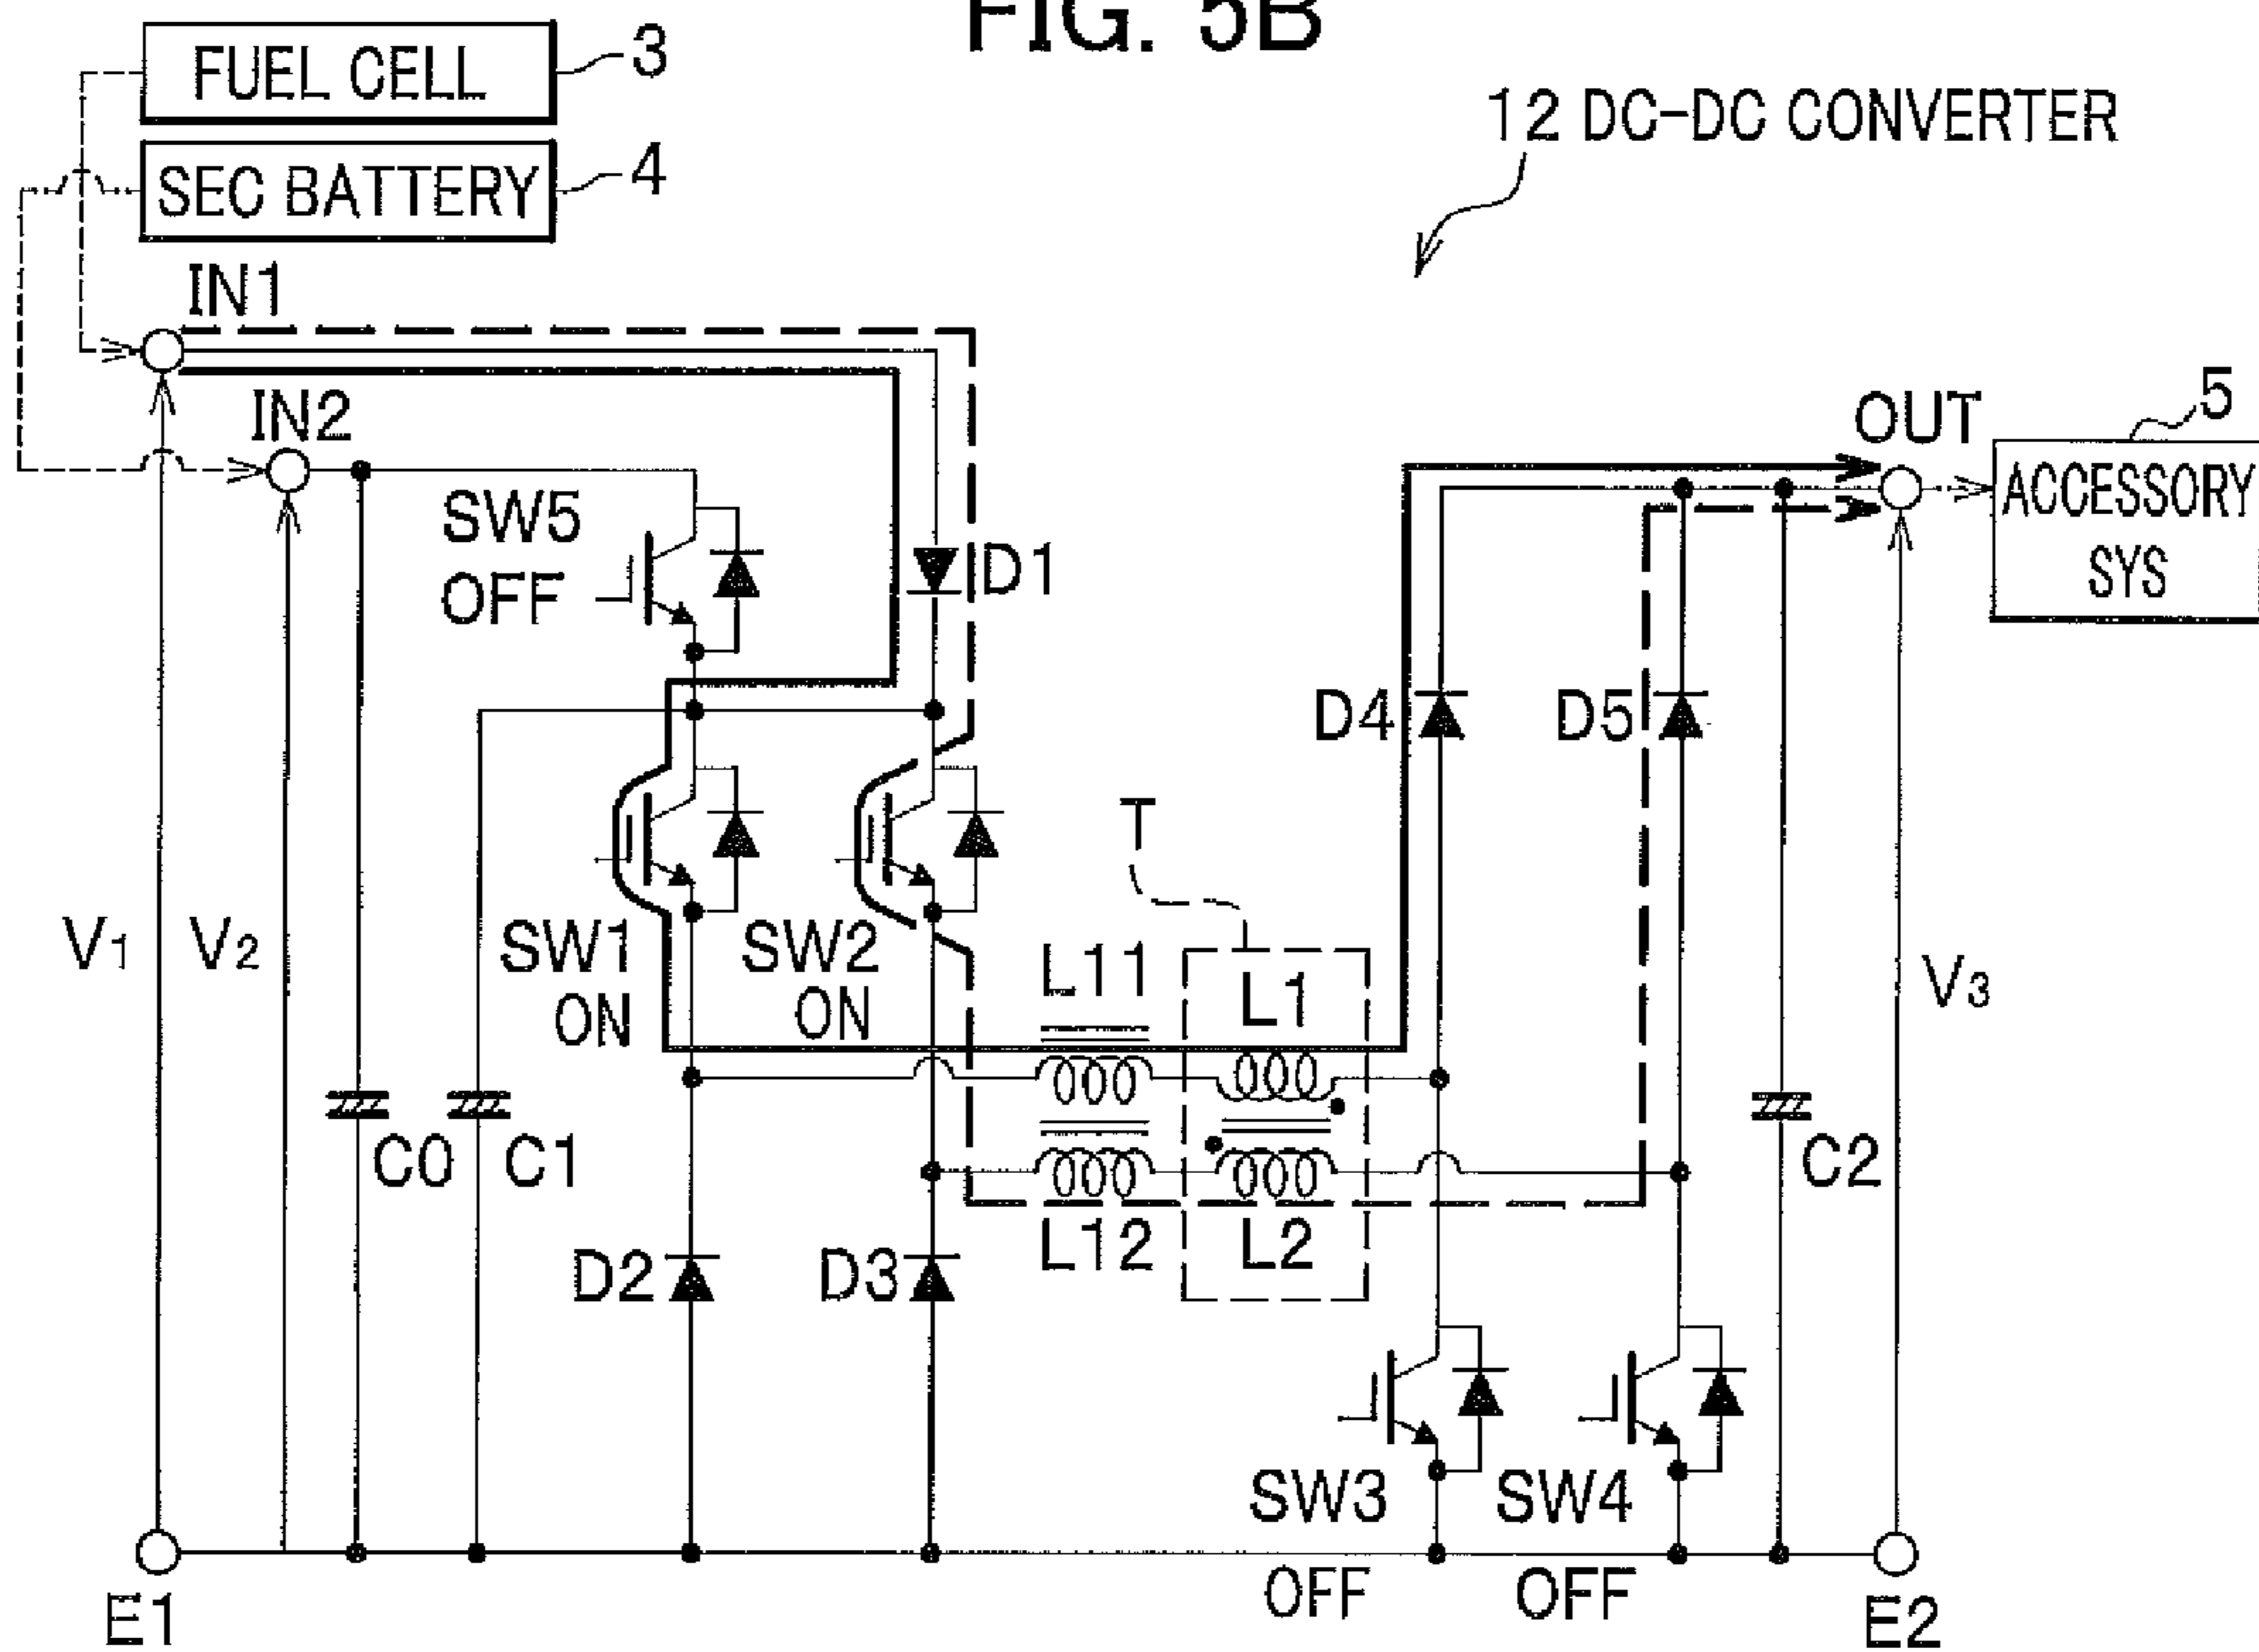 FIG. 5B
FUEL CELL
3
12 DC-DC CONVERTER
SEC BATTERY
4
IN1
IN2
OUT
5
ACCESSORY
SYS
SW5
OFF
D1
D4
D5
T
V1
V2
SW1
ON
SW2
ON
L11
L1
V3
C0
C1
C2
D2
D3
L12
L2
SW3
OFF
SW4
OFF
E1
E2